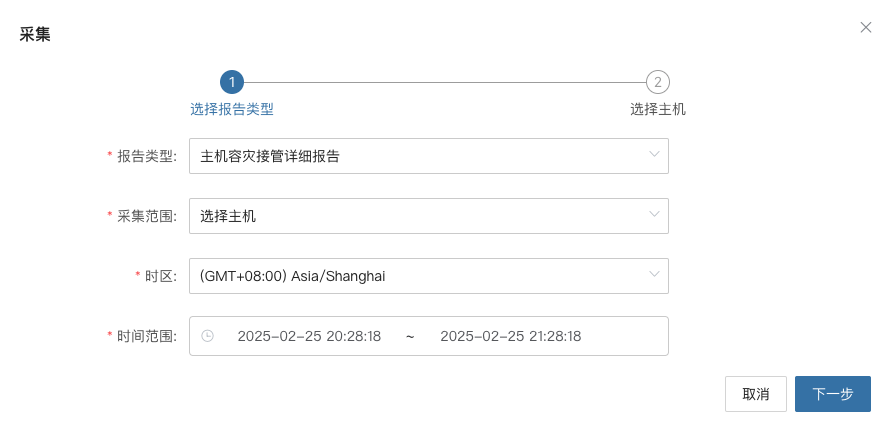 采集
1
2
选择报告类型
选择主机
* 报告类型: 主机容灾接管详细报告
* 采集范围: 选择主机
* 时区: (GMT+08:00) Asia/Shanghai
* 时间范围: 2025-02-25 20:28:18 ~ 2025-02-25 21:28:18
取消 下一步